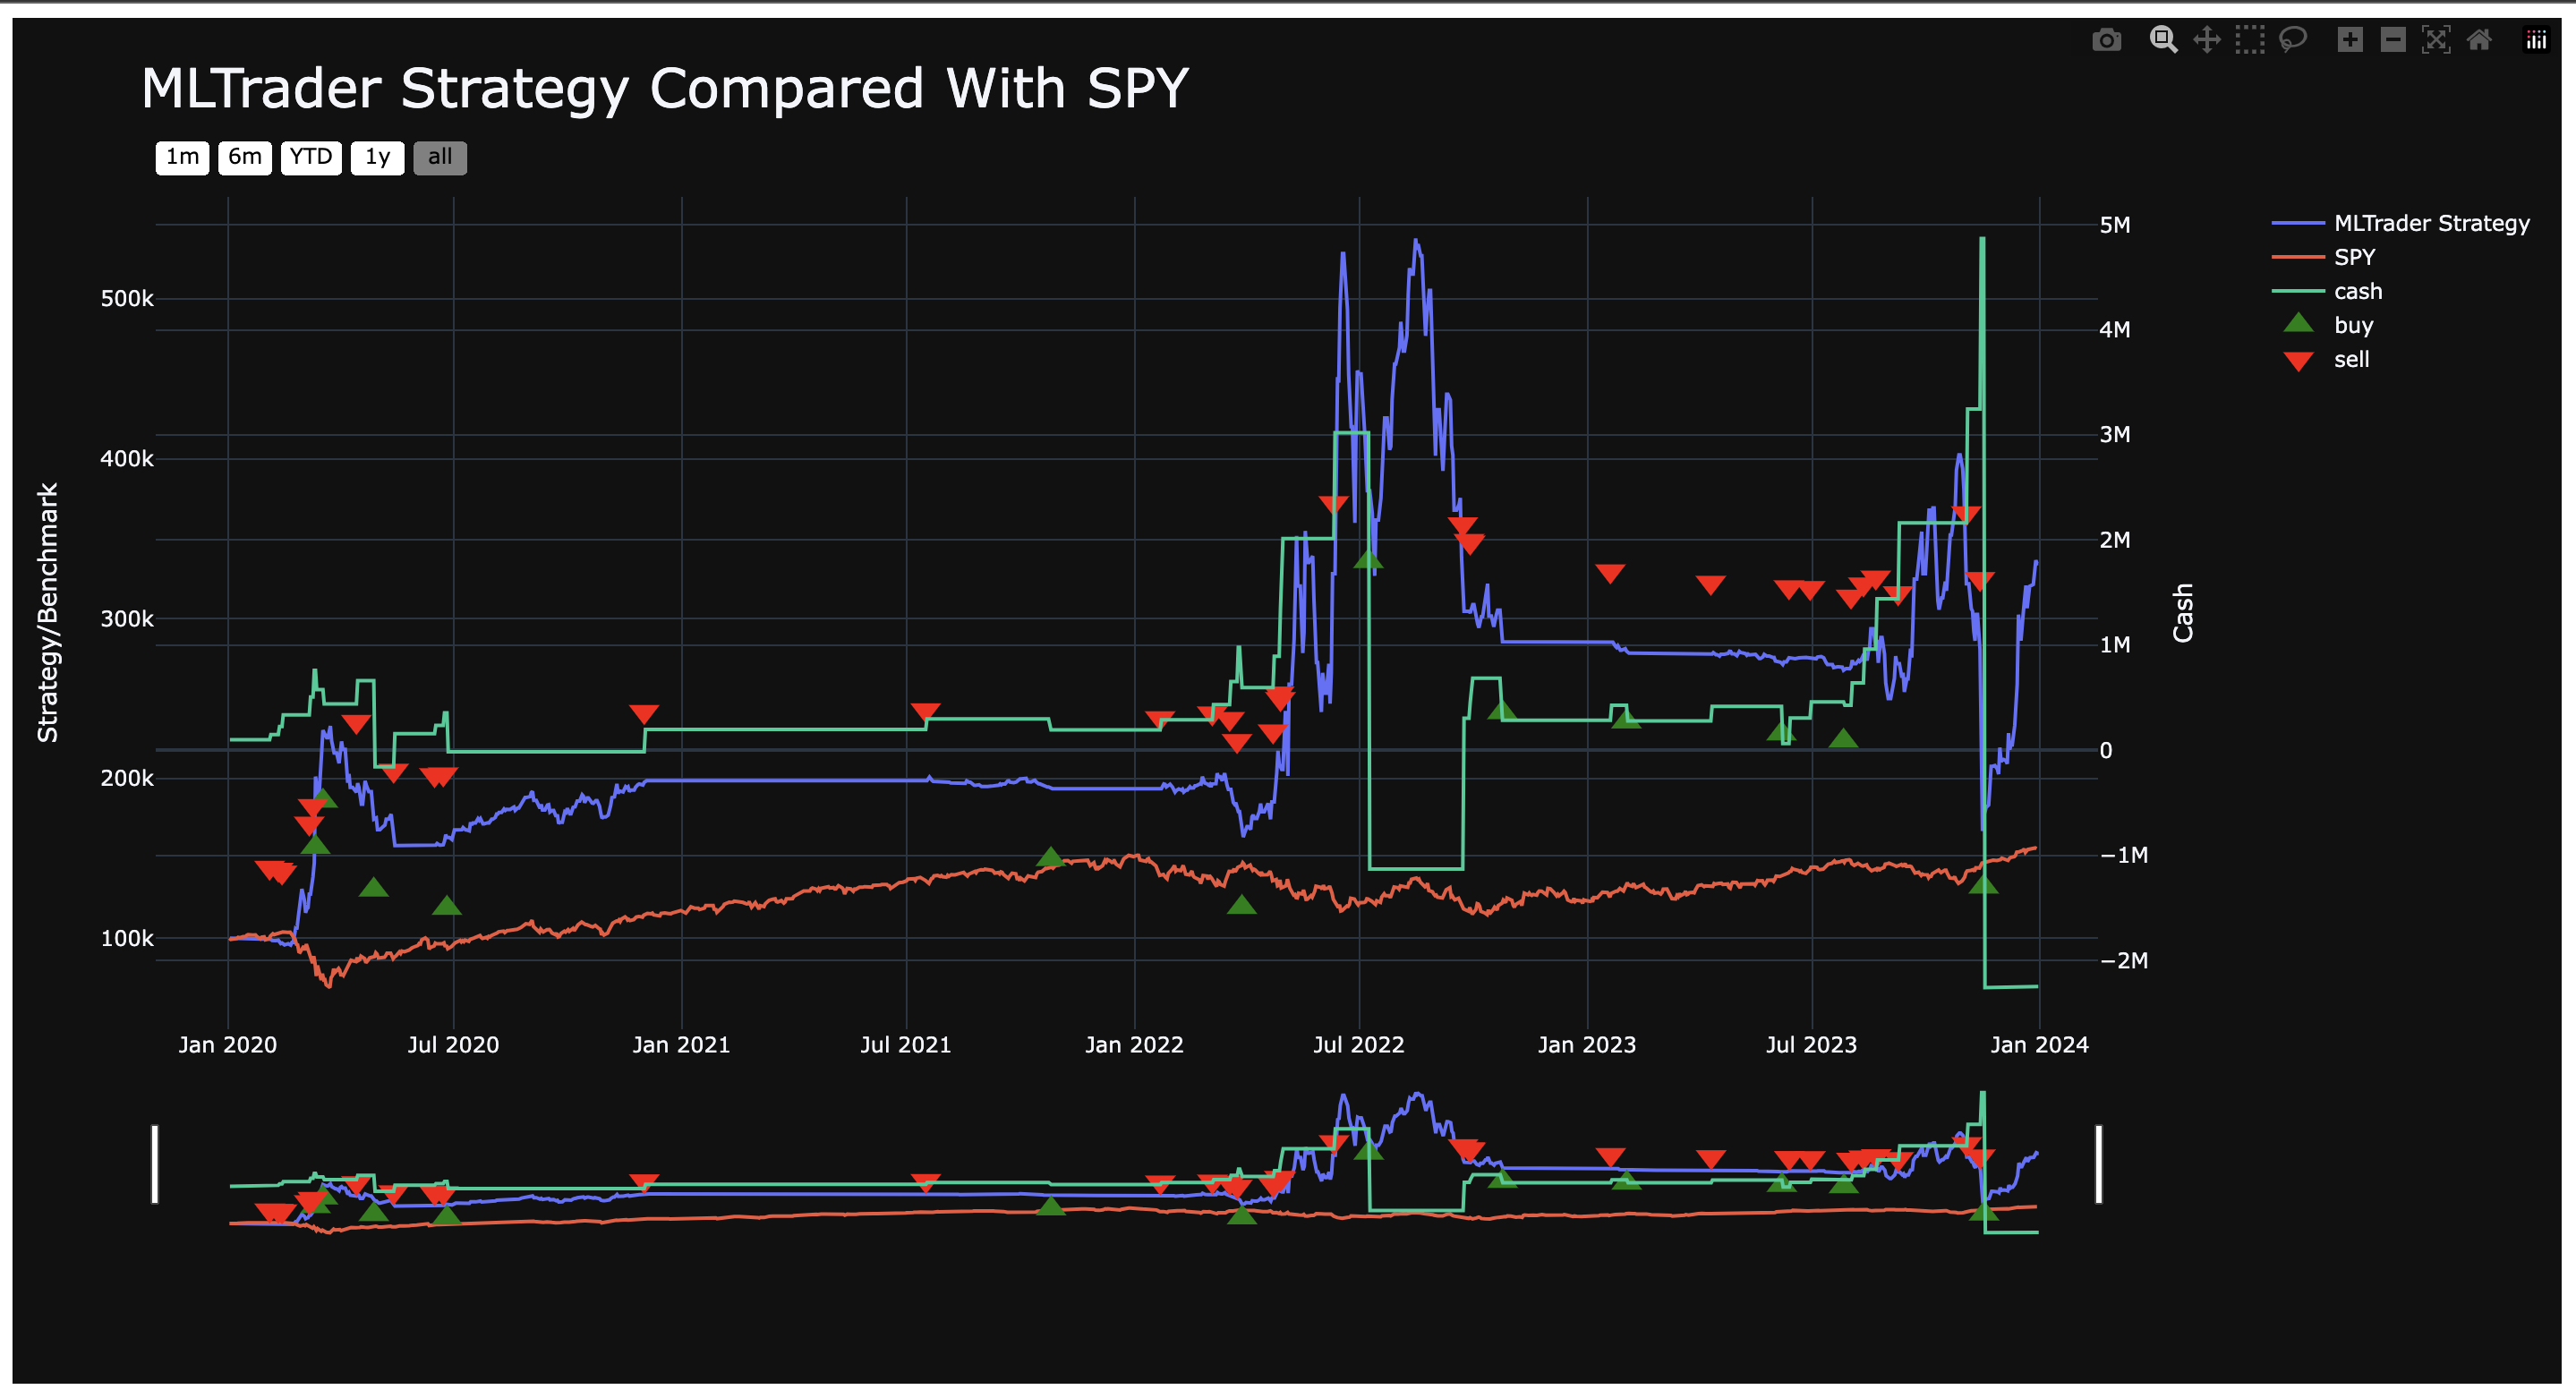 MLTrader Strategy Compared With SPY
1m 6m YTD 1y all
MLTrader Strategy
SPY
cash
buy
sell
Strategy/Benchmark
500k
400k
300k
200k
100k
5M
4M
3M
2M
1M
0
−1M
−2M
Cash
Jan 2020 Jul 2020 Jan 2021 Jul 2021 Jan 2022 Jul 2022 Jan 2023 Jul 2023 Jan 2024